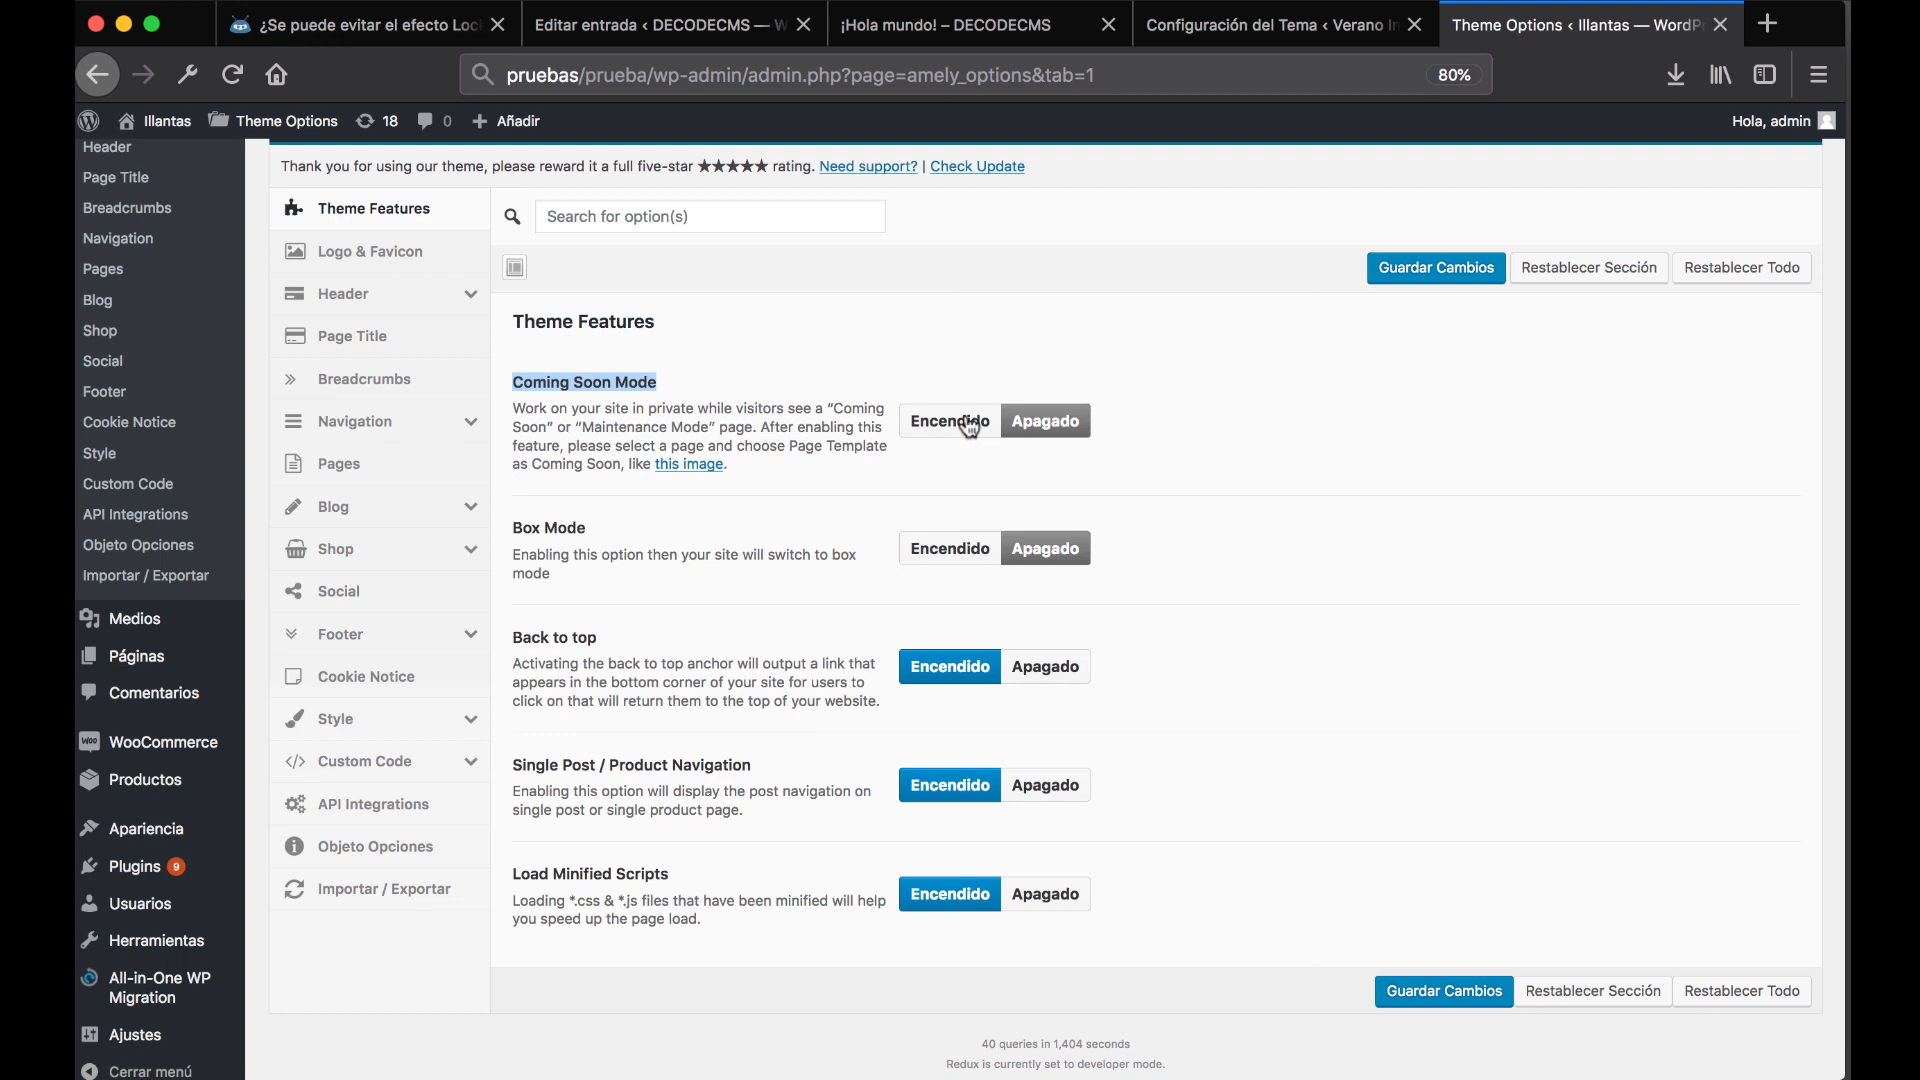 ¿Se puede evitar el efecto Loc
Editar entrada ‹ DECODECMS — W
¡Hola mundo! – DECODECMS
Configuración del Tema ‹ Verano In
Theme Options ‹ Illantas — WordPr
pruebas/prueba/wp-admin/admin.php?page=amely_options&tab=1
80%
Illantas
Theme Options
18
0
Añadir
Hola, admin
Header
Page Title
Breadcrumbs
Navigation
Pages
Blog
Shop
Social
Footer
Cookie Notice
Style
Custom Code
API Integrations
Objeto Opciones
Importar / Exportar
Medios
Páginas
Comentarios
WooCommerce
Productos
Apariencia
Plugins 9
Usuarios
Herramientas
All-in-One WP
Migration
Ajustes
Cerrar menú
Thank you for using our theme, please reward it a full five-star ★★★★★ rating. Need support? | Check Update
Theme Features
Logo & Favicon
Header
Page Title
Breadcrumbs
Navigation
Pages
Blog
Shop
Social
Footer
Cookie Notice
Style
Custom Code
API Integrations
Objeto Opciones
Importar / Exportar
Search for option(s)
Guardar Cambios
Restablecer Sección
Restablecer Todo
Theme Features
Coming Soon Mode
Work on your site in private while visitors see a “Coming
Soon” or “Maintenance Mode” page. After enabling this
feature, please select a page and choose Page Template
as Coming Soon, like this image.
Encendido
Apagado
Box Mode
Enabling this option then your site will switch to box
mode
Encendido
Apagado
Back to top
Activating the back to top anchor will output a link that
appears in the bottom corner of your site for users to
click on that will return them to the top of your website.
Encendido
Apagado
Single Post / Product Navigation
Enabling this option will display the post navigation on
single post or single product page.
Encendido
Apagado
Load Minified Scripts
Loading *.css & *.js files that have been minified will help
you speed up the page load.
Encendido
Apagado
Guardar Cambios
Restablecer Sección
Restablecer Todo
40 queries in 1,404 seconds
Redux is currently set to developer mode.